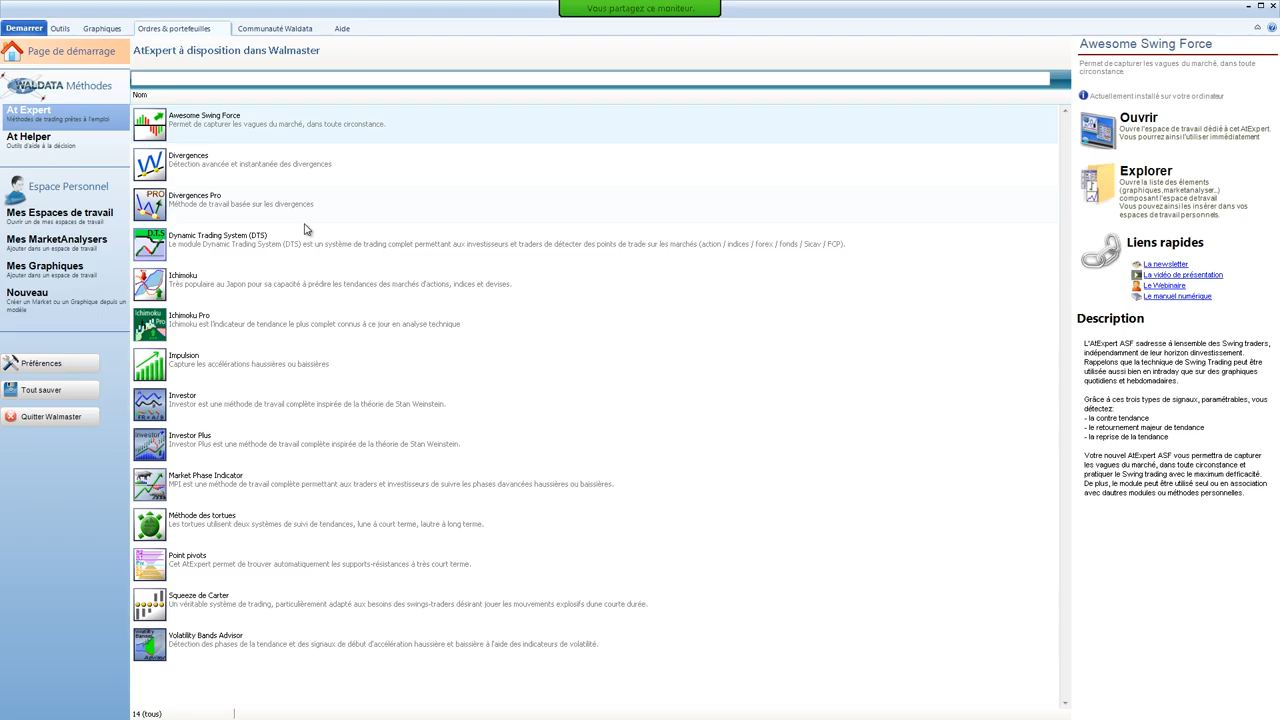 Vous partagez ce moniteur.
Demarrer
Outils
Graphiques
Ordres & portefeuilles
Communauté Waldata
Aide
Page de démarrage
WALDATA Méthodes
At Expert
Méthodes de trading prêtes à l'emploi
At Helper
Outils d'aide à la décision
Espace Personnel
Mes Espaces de travail
Ouvrir un de mes espaces de travail
Mes MarketAnalysers
Ajouter dans un espace de travail
Mes Graphiques
Ajouter dans un espace de travail
Nouveau
Créer un Market ou un Graphique depuis un
modèle
Préférences
Tout sauver
Quitter Walmaster
AtExpert à disposition dans Walmaster
Nom
Awesome Swing Force
Permet de capturer les vagues du marché, dans toute circonstance.
Divergences
Détection avancée et instantanée des divergences
PRO
Divergences Pro
Méthode de travail basée sur les divergences
D.T.S
Dynamic Trading System (DTS)
Le module Dynamic Trading System (DTS) est un système de trading complet permettant aux investisseurs et traders de détecter des points de trade sur les marchés (action / indices / forex / fonds / Sicav / FCP).
Ichimoku
Très populaire au Japon pour sa capacité à prédire les tendances des marchés d'actions, indices et devises.
Ichimoku Pro
Ichimoku Pro
Ichimoku est l'indicateur de tendance le plus complet connus à ce jour en analyse technique
Impulsion
Capture les accélérations haussières ou baissières
Investor
Investor est une méthode de travail complète inspirée de la théorie de Stan Weinstein.
Investor Plus
Investor Plus est une méthode de travail complète inspirée de la théorie de Stan Weinstein.
Market Phase Indicator
MPI est une méthode de travail complète permettant aux traders et investisseurs de suivre les phases davancées haussières ou baissières.
Méthode des tortues
Les tortues utilisent deux systèmes de suivi de tendances, lune à court terme, lautre à long terme.
Point pivots
Cet AtExpert permet de trouver automatiquement les supports-résistances à très court terme.
Squeeze de Carter
Un véritable système de trading, particulièrement adapté aux besoins des swings-traders désirant jouer les mouvements explosifs dune courte durée.
Volatility Bands Advisor
Détection des phases de la tendance et des signaux de début d'accélération haussière et baissière à l'aide des indicateurs de volatilité.
14 (tous)
Awesome Swing Force
Permet de capturer les vagues du marché, dans toute
circonstance.
Actuellement installé sur votre ordinateur
Ouvrir
Ouvre l'espace de travail dédié à cet AtExpert.
Vous pourrez ainsi l'utiliser immédiatement
Explorer
Ouvre la liste des élements
(graphiques,marketanalyser..)
composant l'espace detravail
Vous pouvez ainsi les insérer dans vos
espaces de travail personnels.
Liens rapides
La newsletter
La vidéo de présentation
Le Webinaire
Le manuel numérique
Description
L'AtExpert ASF sadresse à lensemble des Swing traders,
indépendamment de leur horizon dinvestissement.
Rappelons que la technique de Swing Trading peut être
utilisée aussi bien en intraday que sur des graphiques
quotidiens et hebdomadaires.
Grâce à ces trois types de signaux, paramétrables, vous
détectez:
- la contre tendance
- le retournement majeur de tendance
- la reprise de la tendance
Votre nouvel AtExpert ASF vous permettra de capturer
les vagues du marché, dans toute circonstance et
pratiquer le Swing trading avec le maximum defficacité.
De plus, le module peut être utilisé seul ou en association
avec dautres modules ou méthodes personnelles.